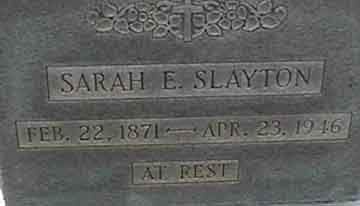 SARAH E. SLAYTON
FEB. 22, 1871 — APR. 23, 1946
AT REST